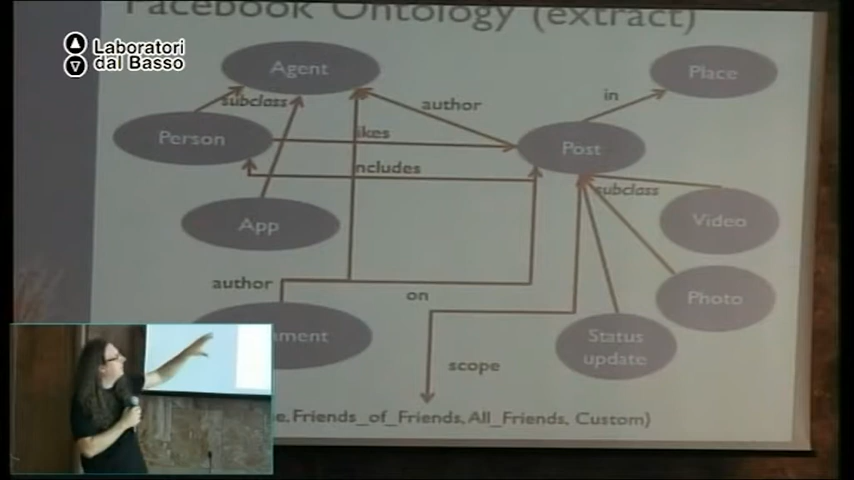 Facebook Ontology (extract)
Laboratori
dal Basso
Agent
Place
subclass
author
in
Person
likes
Post
includes
subclass
App
Video
author
on
Photo
ment
Status
update
scope
e, Friends_of_Friends, All_Friends, Custom)